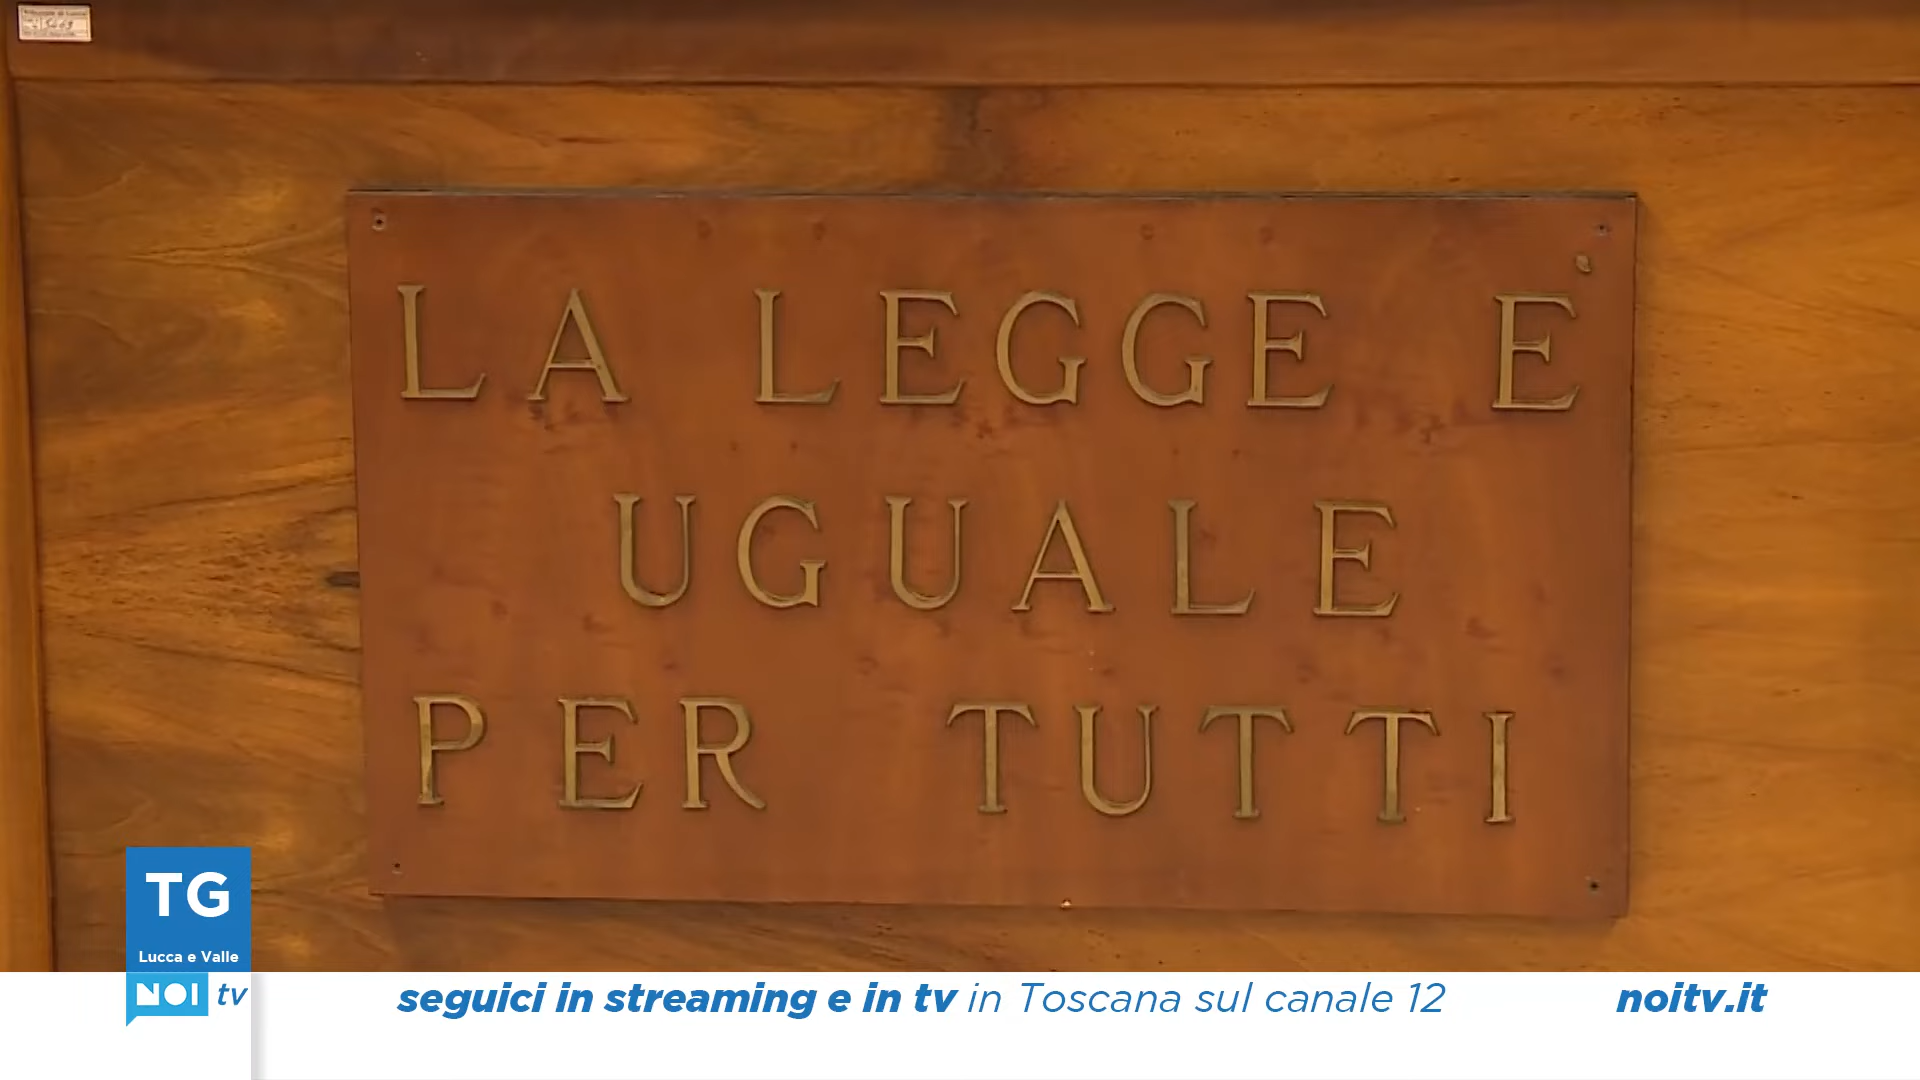 LA LEGGE E'
UGUALE
PER TUTTI
TG
Lucca e Valle
NOI tv
seguici in streaming e in tv in Toscana sul canale 12
noitv.it